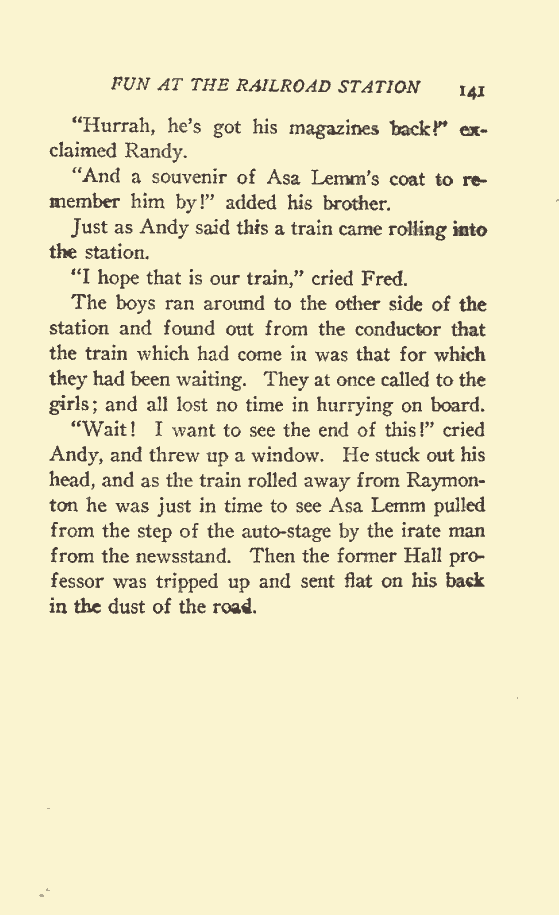 FUN AT THE RAILROAD STATION 141
"Hurrah, he's got his magazines back!" ex-
claimed Randy.
"And a souvenir of Asa Lemm's coat to re-
member him by!" added his brother.
Just as Andy said this a train came rolling into
the station.
"I hope that is our train," cried Fred.
The boys ran around to the other side of the
station and found out from the conductor that
the train which had come in was that for which
they had been waiting. They at once called to the
girls; and all lost no time in hurrying on board.
"Wait! I want to see the end of this!" cried
Andy, and threw up a window. He stuck out his
head, and as the train rolled away from Raymon-
ton he was just in time to see Asa Lemm pulled
from the step of the auto-stage by the irate man
from the newsstand. Then the former Hall pro-
fessor was tripped up and sent flat on his back
in the dust of the road.